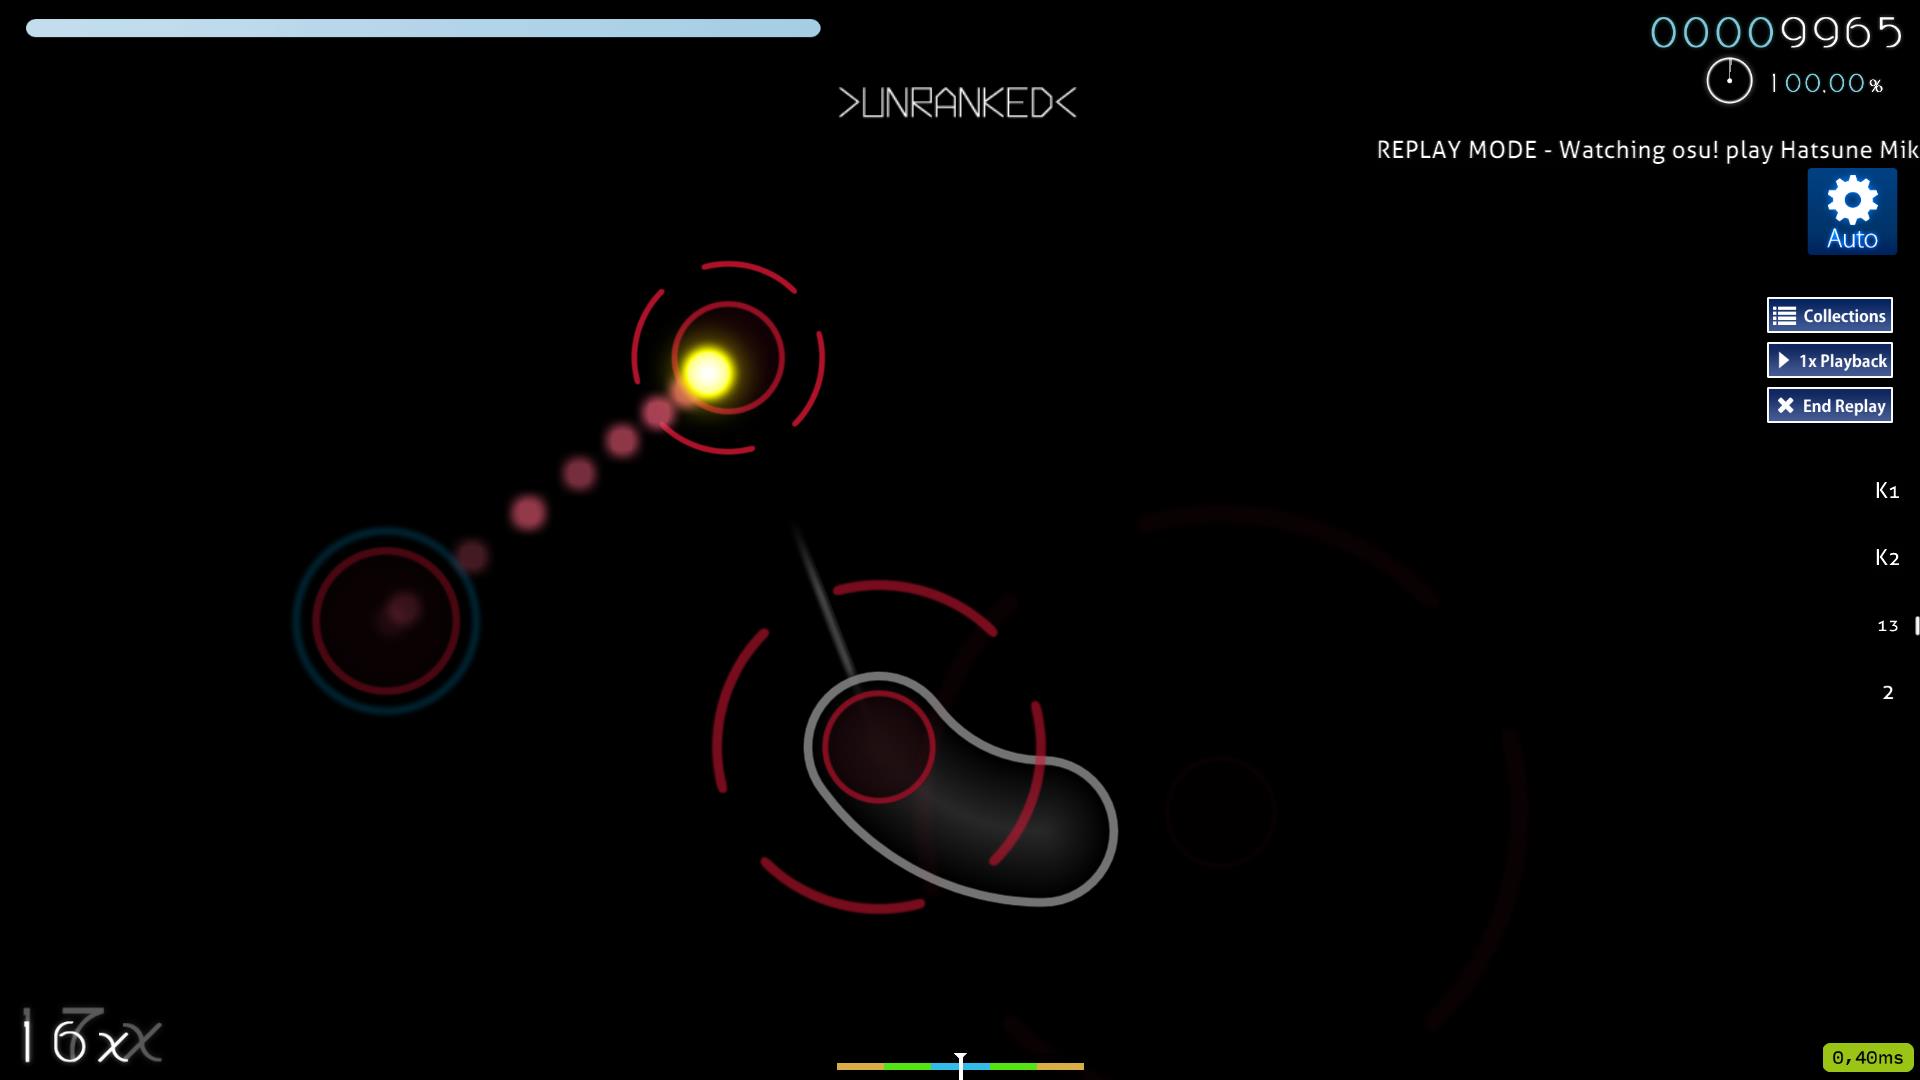 00009965
>UNRANKED<
100.00%
REPLAY MODE - Watching osu! play Hatsune Mik
Auto
Collections
1x Playback
End Replay
K1
K2
13
2
16x
0,40ms